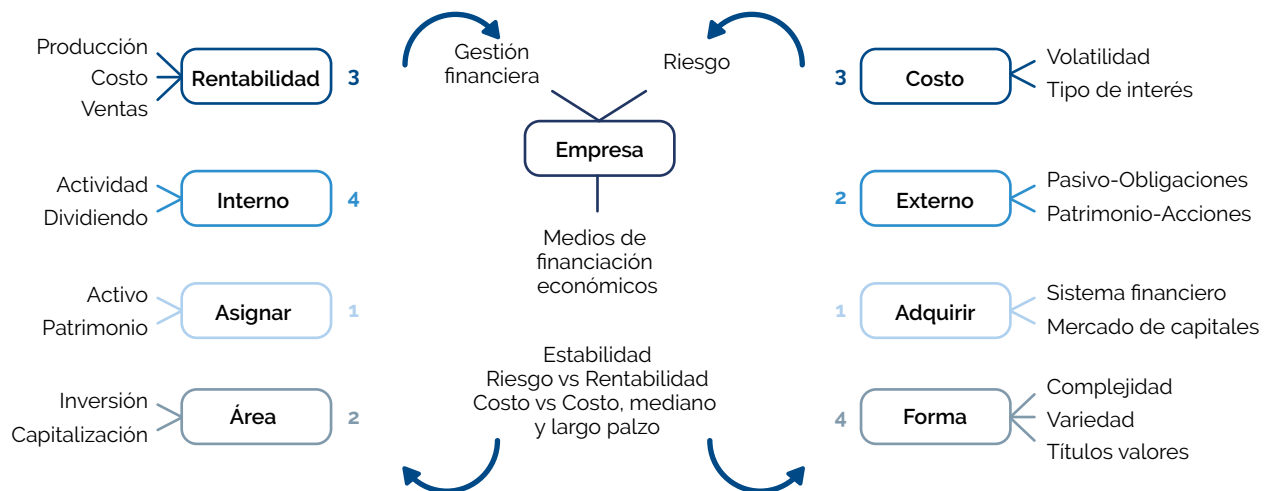 Producción
Costo
Ventas
Rentabilidad
3
Actividad
Dividiendo
Interno
4
Activo
Patrimonio
Asignar
1
Inversión
Capitalización
Área
2
Gestión
financiera
Riesgo
Empresa
Medios de
financiación
económicos
Estabilidad
Riesgo vs Rentabilidad
Costo vs Costo, mediano
y largo palzo
3
Costo
Volatilidad
Tipo de interés
2
Externo
Pasivo-Obligaciones
Patrimonio-Acciones
1
Adquirir
Sistema financiero
Mercado de capitales
4
Forma
Complejidad
Variedad
Títulos valores